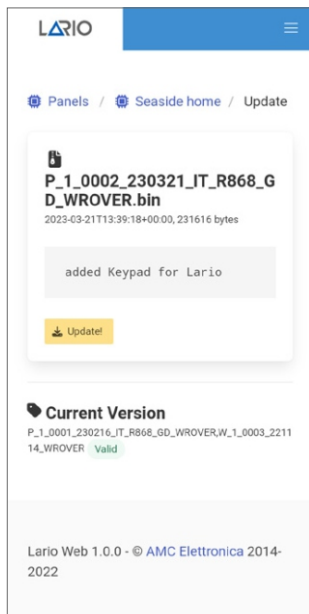 LARIO
Panels / Seaside home / Update
P_1_0002_230321_IT_R868_G
D_WROVER.bin
2023-03-21T13:39:18+00:00, 231616 bytes
added Keypad for Lario
Update!
Current Version
P_1_0001_230216_IT_R868_GD_WROVER,W_1_0003_2211
14_WROVER Valid
Lario Web 1.0.0 - © AMC Elettronica 2014-
2022